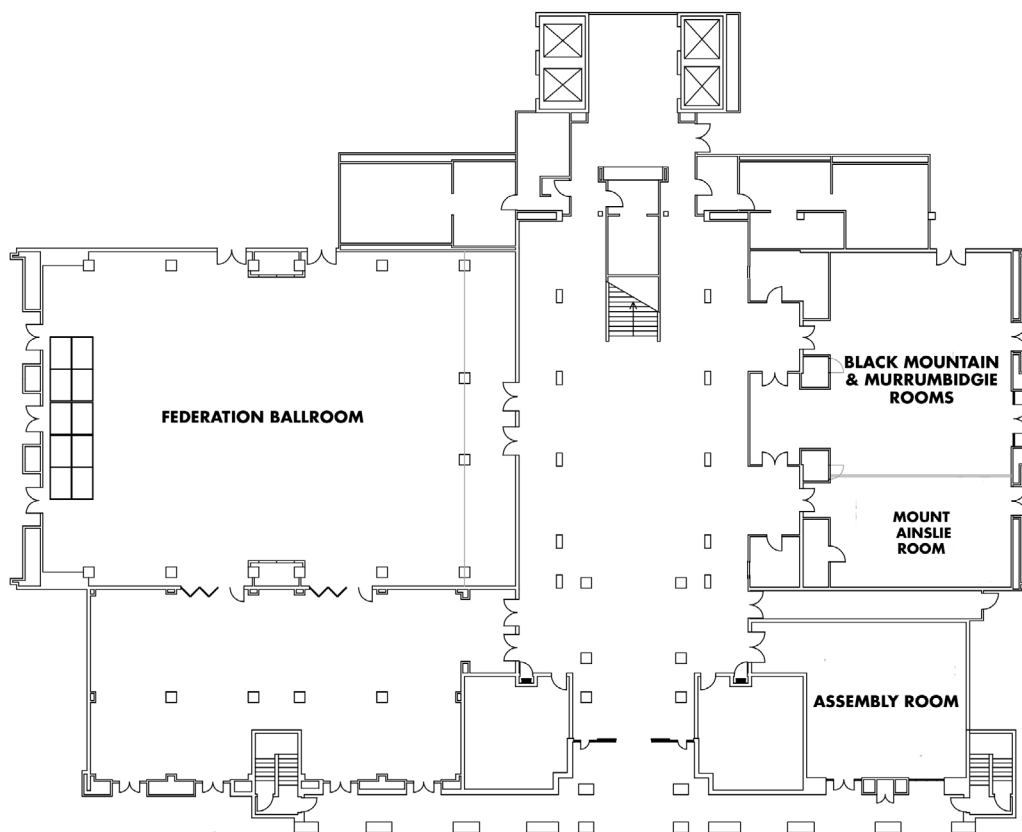 FEDERATION BALLROOM
BLACK MOUNTAIN
& MURRUMBIDGIE
ROOMS
MOUNT
AINSLIE
ROOM
ASSEMBLY ROOM